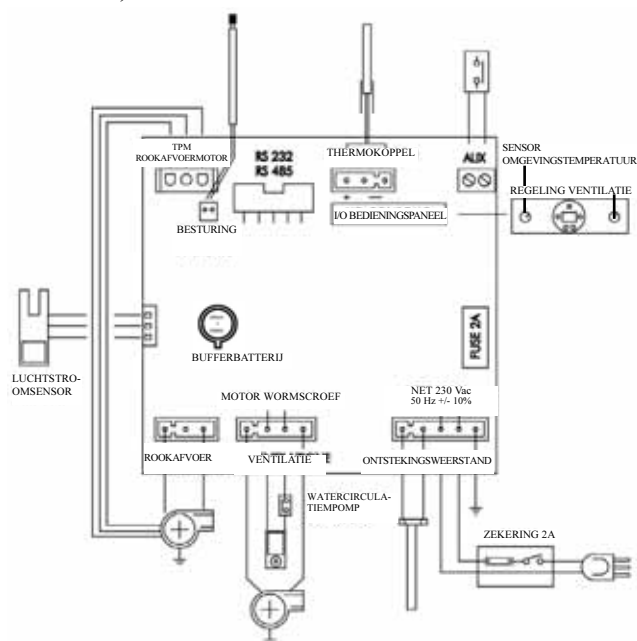 TPM
ROOKAFVOERMOTOR
RS 232
RS 485
THERMOKOPPEL
AUX
SENSOR
OMGEVINGSTEMPERATUUR
REGELING VENTILATIE
+ —
I/O BEDIENINGSPANEEL
BESTURING
BUFFERBATTERIJ
FUSE 2A
LUCHTSTRO-
OMSENSOR
MOTOR WORMSCROEF
NET 230 Vac
50 Hz +/- 10%
ROOKAFVOER
VENTILATIE
ONTSTEKINGSWEERSTAND
WATERCIRCULA-
TIEMPOMP
ZEKERING 2A